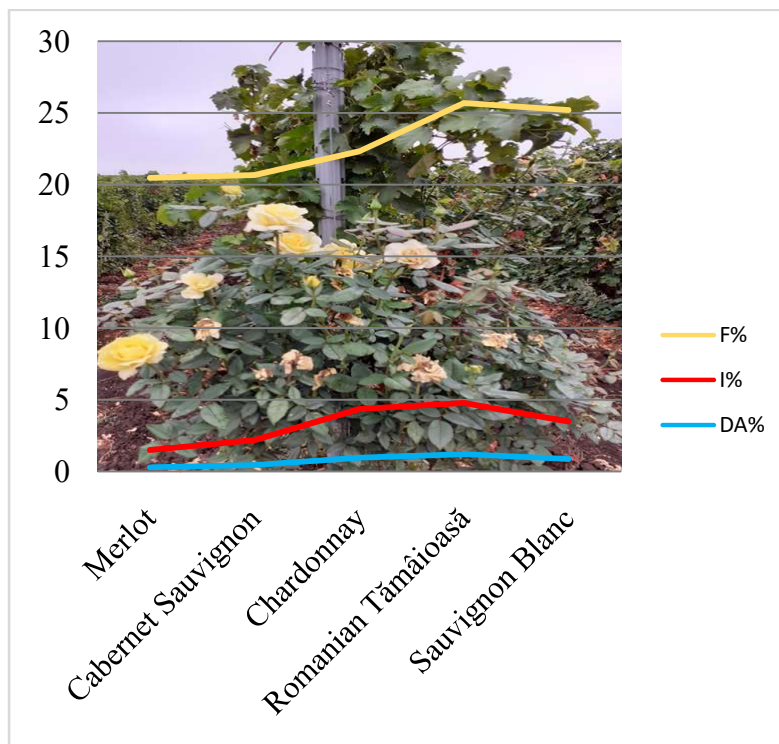 30
25
20
15
10
5
0
Merlot
Cabernet Sauvignon
Chardonnay
Romanian Tămâioasă
Sauvignon Blanc
F%
I%
DA%